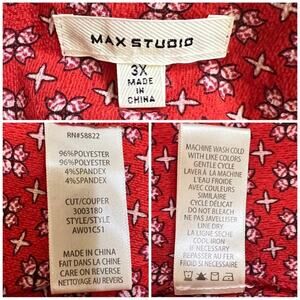 MAX STUDIO
3X
MADE
IN
CHINA
RN#58822
96%POLYESTER
96%POLYESTER
4%SPANDEX
4%SPANDEX
CUT/COUPER
3003180
STYLE/STYLE
AW01C51
MADE IN CHINA
FAIT DANS LA CHINE
CARE ON REVERSE
NETTOYAGE AU DOS
MACHINE WASH COLD
WITH LIKE COLORS
GENTLE CYCLE
LAVER À LA MACHINE
L'EAU FROIDE
AVEC COULEURS
SIMILAIRE
CYCLE DÉLICAT
DO NOT BLEACH
NE PAS JAVELLISER
LINE DRY
LA LIGNE SÈCHE
COOL IRON
IF NECESSARY
REPASSER AU FER
FROID SI NÉCESSAIRE